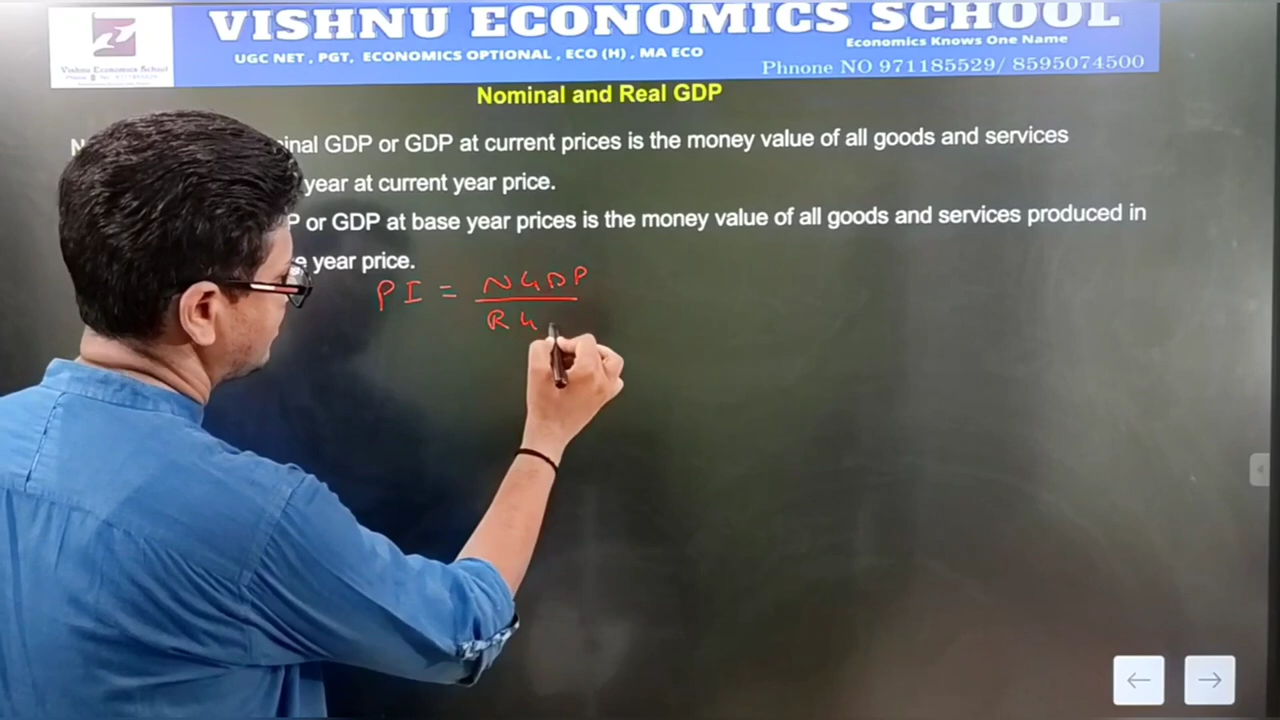 VISHNU ECONOMICS SCHOOL
Economics Knows One Name
UGC NET , PGT, ECONOMICS OPTIONAL , ECO (H) , MA ECO
Phnone NO 971185529/ 8595074500
Vishnu Economics School
Nominal and Real GDP
inal GDP or GDP at current prices is the money value of all goods and services
year at current year price.
P or GDP at base year prices is the money value of all goods and services produced in
e year price.
PI = NGDP
RG